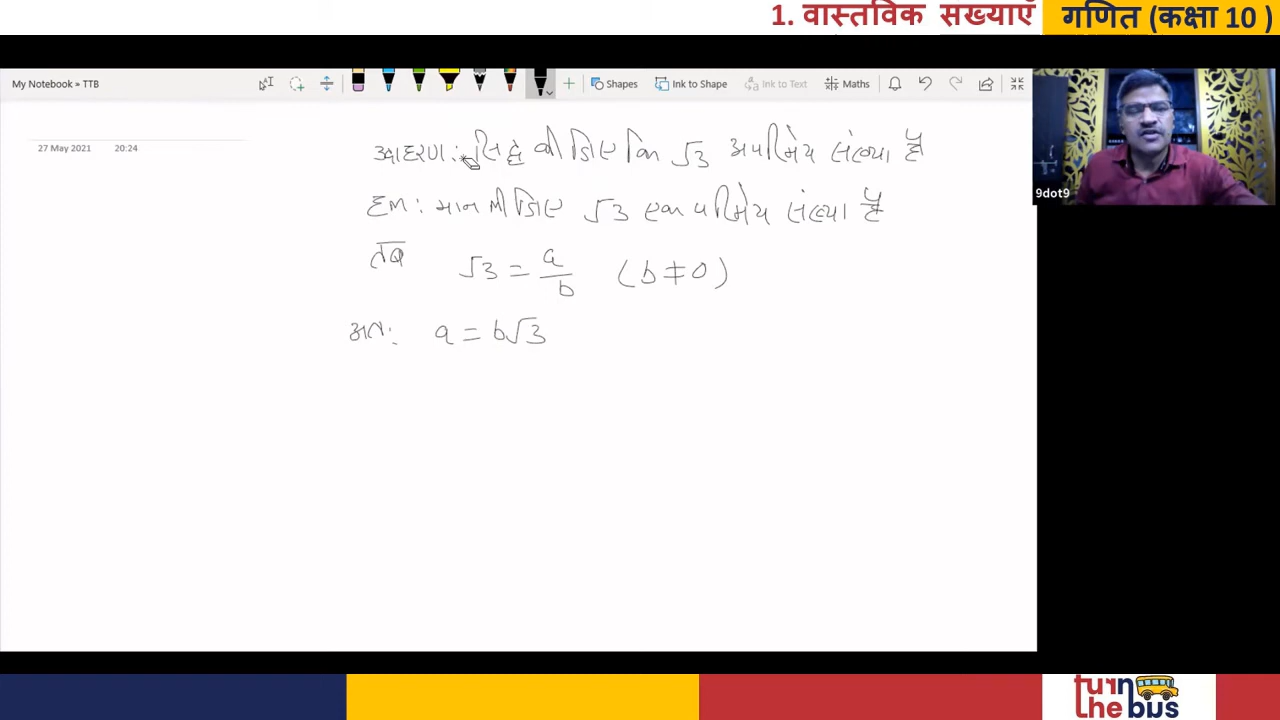 1. वास्तविक सख्याएँ गणित (कक्षा 10 )
My Notebook » TTB
Shapes Ink to Shape Ink to Text Maths
27 May 2021 20:24
उदाहरण: सिद्ध कीजिए कि √3 अपरिमेय संख्या है
9dot9
हल: मान लीजिए √3 एक परिमेय संख्या है
तब √3 = a/b (b ≠ 0)
अतः a = b√3
turn the bus